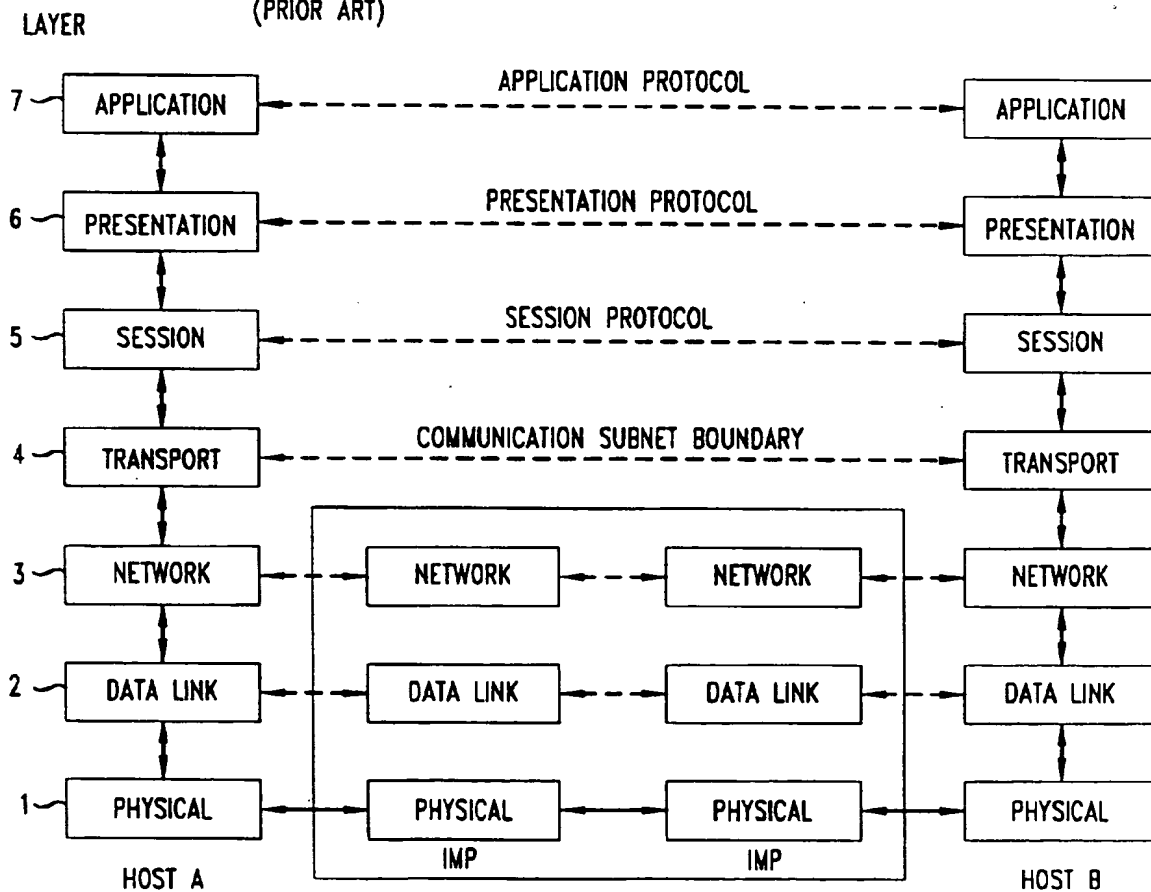 (PRIOR ART)
LAYER
7 APPLICATION APPLICATION PROTOCOL APPLICATION
6 PRESENTATION PRESENTATION PROTOCOL PRESENTATION
5 SESSION SESSION PROTOCOL SESSION
4 TRANSPORT COMMUNICATION SUBNET BOUNDARY TRANSPORT
3 NETWORK NETWORK NETWORK NETWORK
2 DATA LINK DATA LINK DATA LINK DATA LINK
1 PHYSICAL PHYSICAL PHYSICAL PHYSICAL
IMP IMP
HOST A HOST B